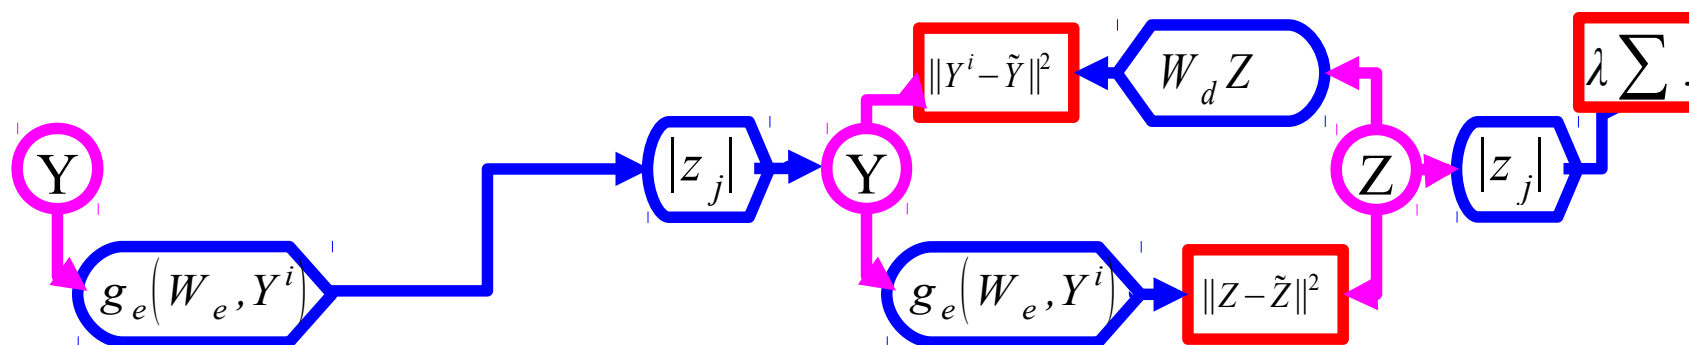 ‖Y^i − Ỹ‖^2
W_d Z
λ ∑
Y
|z_j|
Y
Z
|z_j|
g_e(W_e, Y^i)
g_e(W_e, Y^i)
‖Z − Z̃‖^2